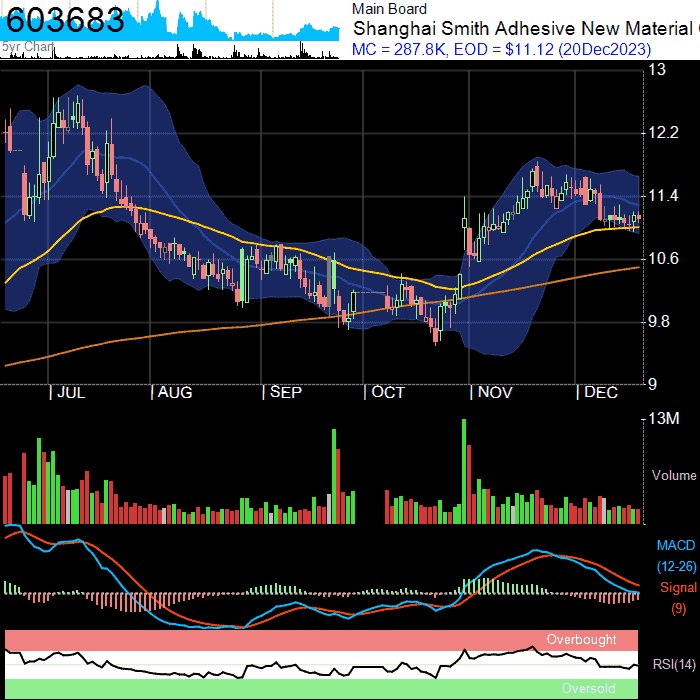 603683
5yr Chart
Main Board
Shanghai Smith Adhesive New Material
MC = 287.8K, EOD = $11.12 (20Dec2023)
13
12.2
11.4
10.6
9.8
9
JUL AUG SEP OCT NOV DEC
13M
Volume
MACD
(12-26)
Signal
(9)
Overbought
RSI(14)
Oversold